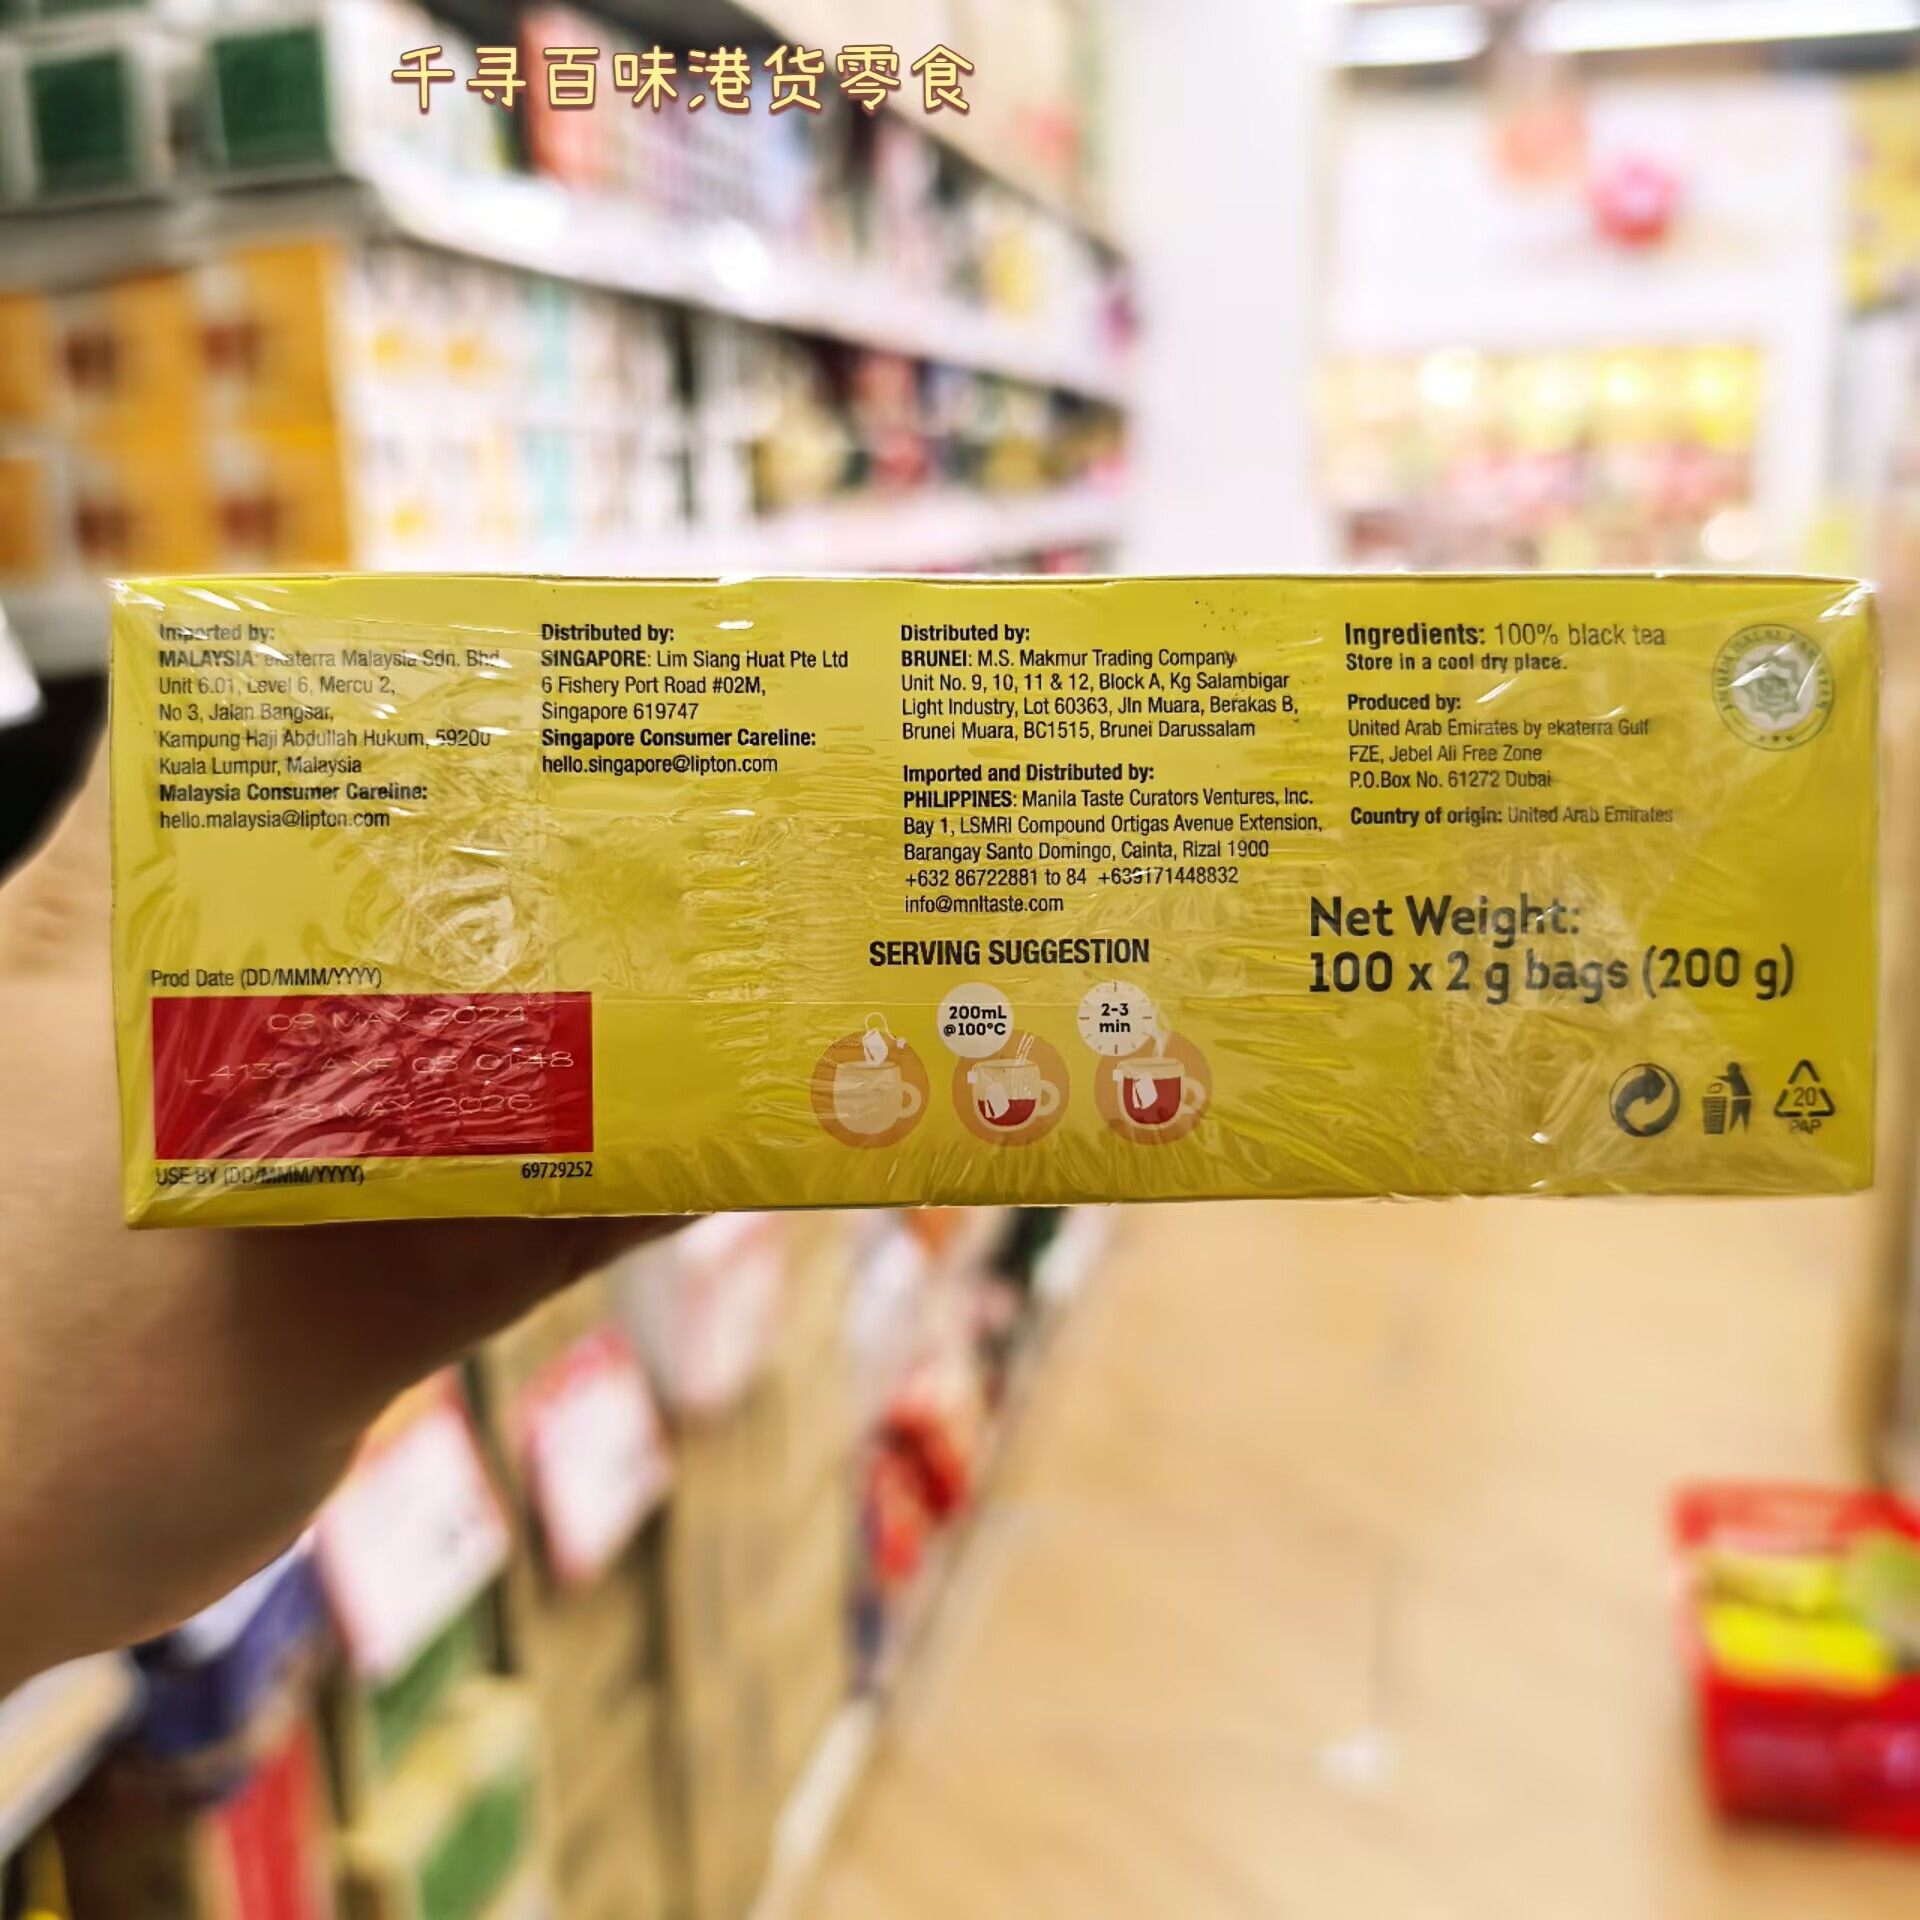 千寻百味港货零食
Imported by:
MALAYSIA: ekaterra Malaysia Sdn. Bhd
Unit 6.01, Level 6, Mercu 2,
No 3, Jalan Bangsar,
Kampung Haji Abdullah Hukum, 59200
Kuala Lumpur, Malaysia
Malaysia Consumer Careline:
hello.malaysia@lipton.com
Distributed by:
SINGAPORE: Lim Siang Huat Pte Ltd
6 Fishery Port Road #02M,
Singapore 619747
Singapore Consumer Careline:
hello.singapore@lipton.com
Distributed by:
BRUNEI: M.S. Makmur Trading Company
Unit No. 9, 10, 11 & 12, Block A, Kg Salambigar
Light Industry, Lot 60363, Jln Muara, Berakas B,
Brunei Muara, BC1515, Brunei Darussalam
Imported and Distributed by:
PHILIPPINES: Manila Taste Curators Ventures, Inc.
Bay 1, LSMRI Compound Ortigas Avenue Extension,
Barangay Santo Domingo, Cainta, Rizal 1900
+632 86722881 to 84 +639171448832
info@mnltaste.com
Ingredients: 100% black tea
Store in a cool dry place.
Produced by:
United Arab Emirates by ekaterra Gulf
FZE, Jebel Ali Free Zone
P.O.Box No. 61272 Dubai
Country of origin: United Arab Emirates
Net Weight:
100 x 2 g bags (200 g)
SERVING SUGGESTION
200mL
@100°C
2-3
min
Prod Date (DD/MMM/YYYY)
09 MAY 2024
L4130 AXF 05 0148
08 MAY 2026
USE BY (DD/MMM/YYYY)
69729252
20
PAP